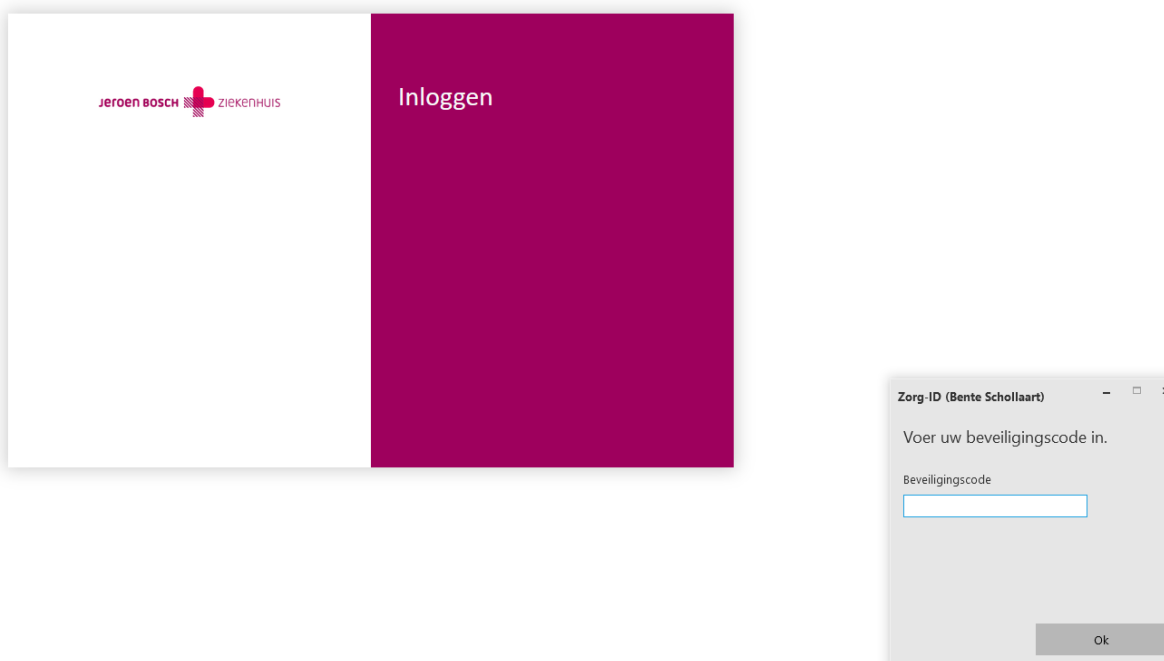 Jeroen Bosch Ziekenhuis
Inloggen
Zorg-ID (Bente Schollaart)
Voer uw beveiligingscode in.
Beveiligingscode
Ok